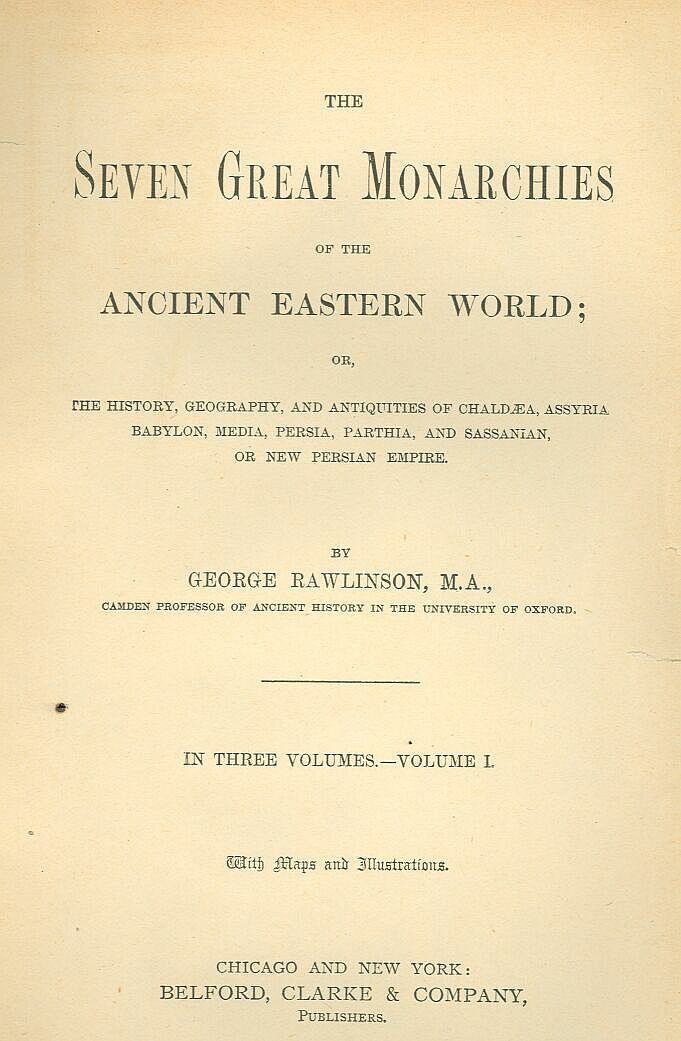 THE
SEVEN GREAT MONARCHIES
OF THE
ANCIENT EASTERN WORLD;
OR,
THE HISTORY, GEOGRAPHY, AND ANTIQUITIES OF CHALDÆA, ASSYRIA
BABYLON, MEDIA, PERSIA, PARTHIA, AND SASSANIAN,
OR NEW PERSIAN EMPIRE.
BY
GEORGE RAWLINSON, M.A.,
CAMDEN PROFESSOR OF ANCIENT HISTORY IN THE UNIVERSITY OF OXFORD.
IN THREE VOLUMES.—VOLUME I.
With Maps and Illustrations.
CHICAGO AND NEW YORK:
BELFORD, CLARKE & COMPANY,
PUBLISHERS.